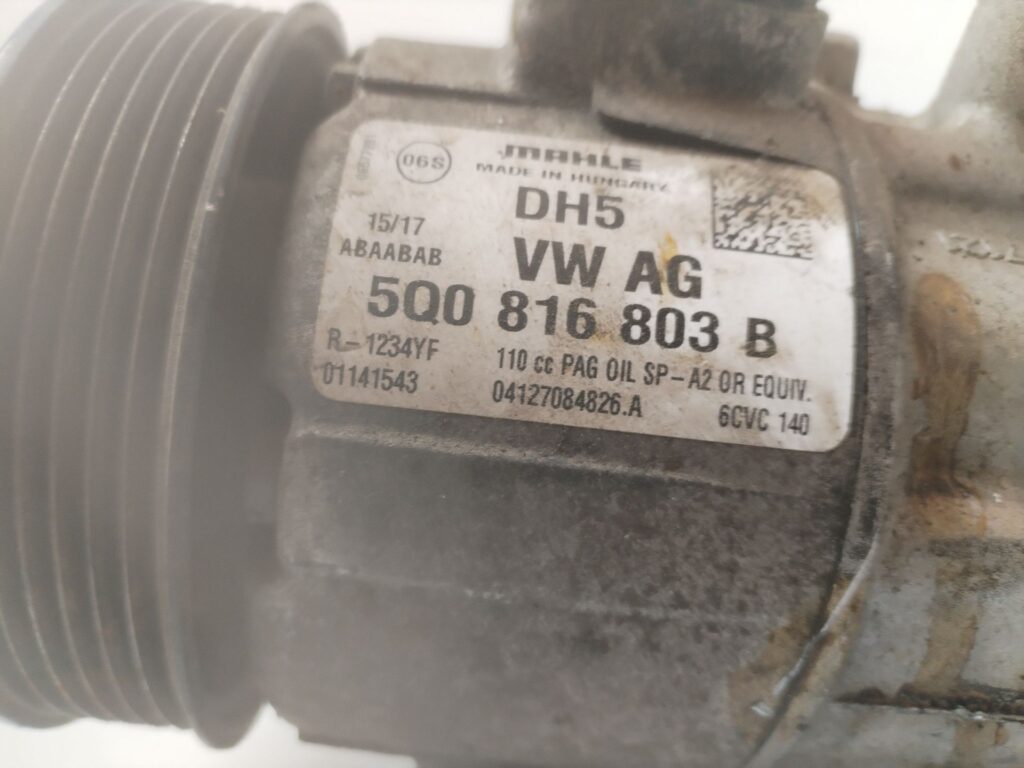 06S
MAHLE
MADE IN HUNGARY
DH5
15/17
ABAABAB
VW AG
5Q0 816 803 B
R-1234YF
110 cc PAG OIL SP-A2 OR EQUIV.
01141543
04127084826.A
6CVC 140